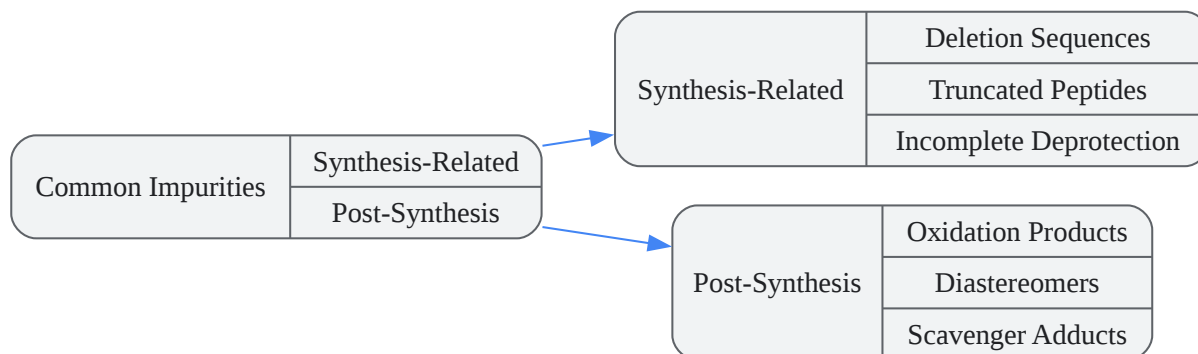 Common Impurities
Synthesis-Related
Post-Synthesis
Synthesis-Related
Deletion Sequences
Truncated Peptides
Incomplete Deprotection
Post-Synthesis
Oxidation Products
Diastereomers
Scavenger Adducts